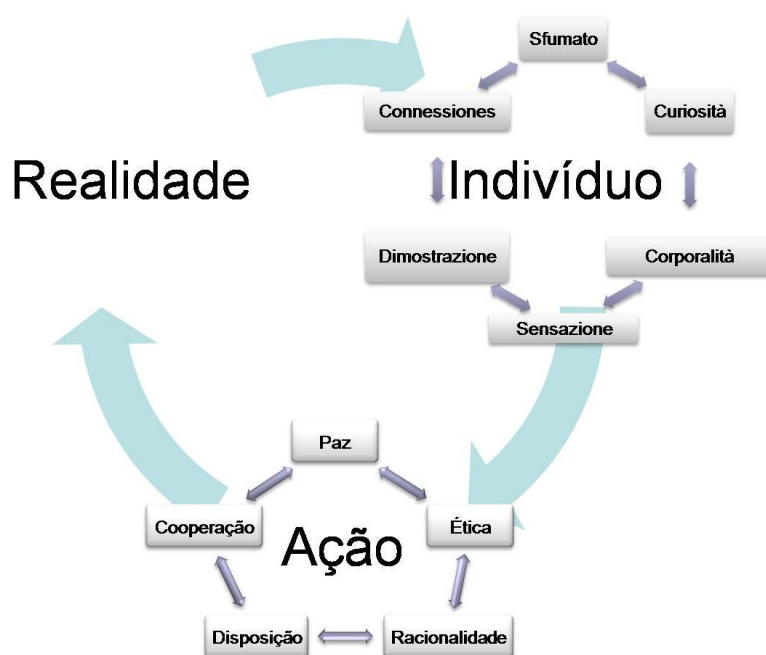 Sfumato
Connessiones
Curiosità
Realidade
Indivíduo
Dimostrazione
Corporalità
Sensazione
Paz
Cooperação
Ética
Ação
Disposição
Racionalidade